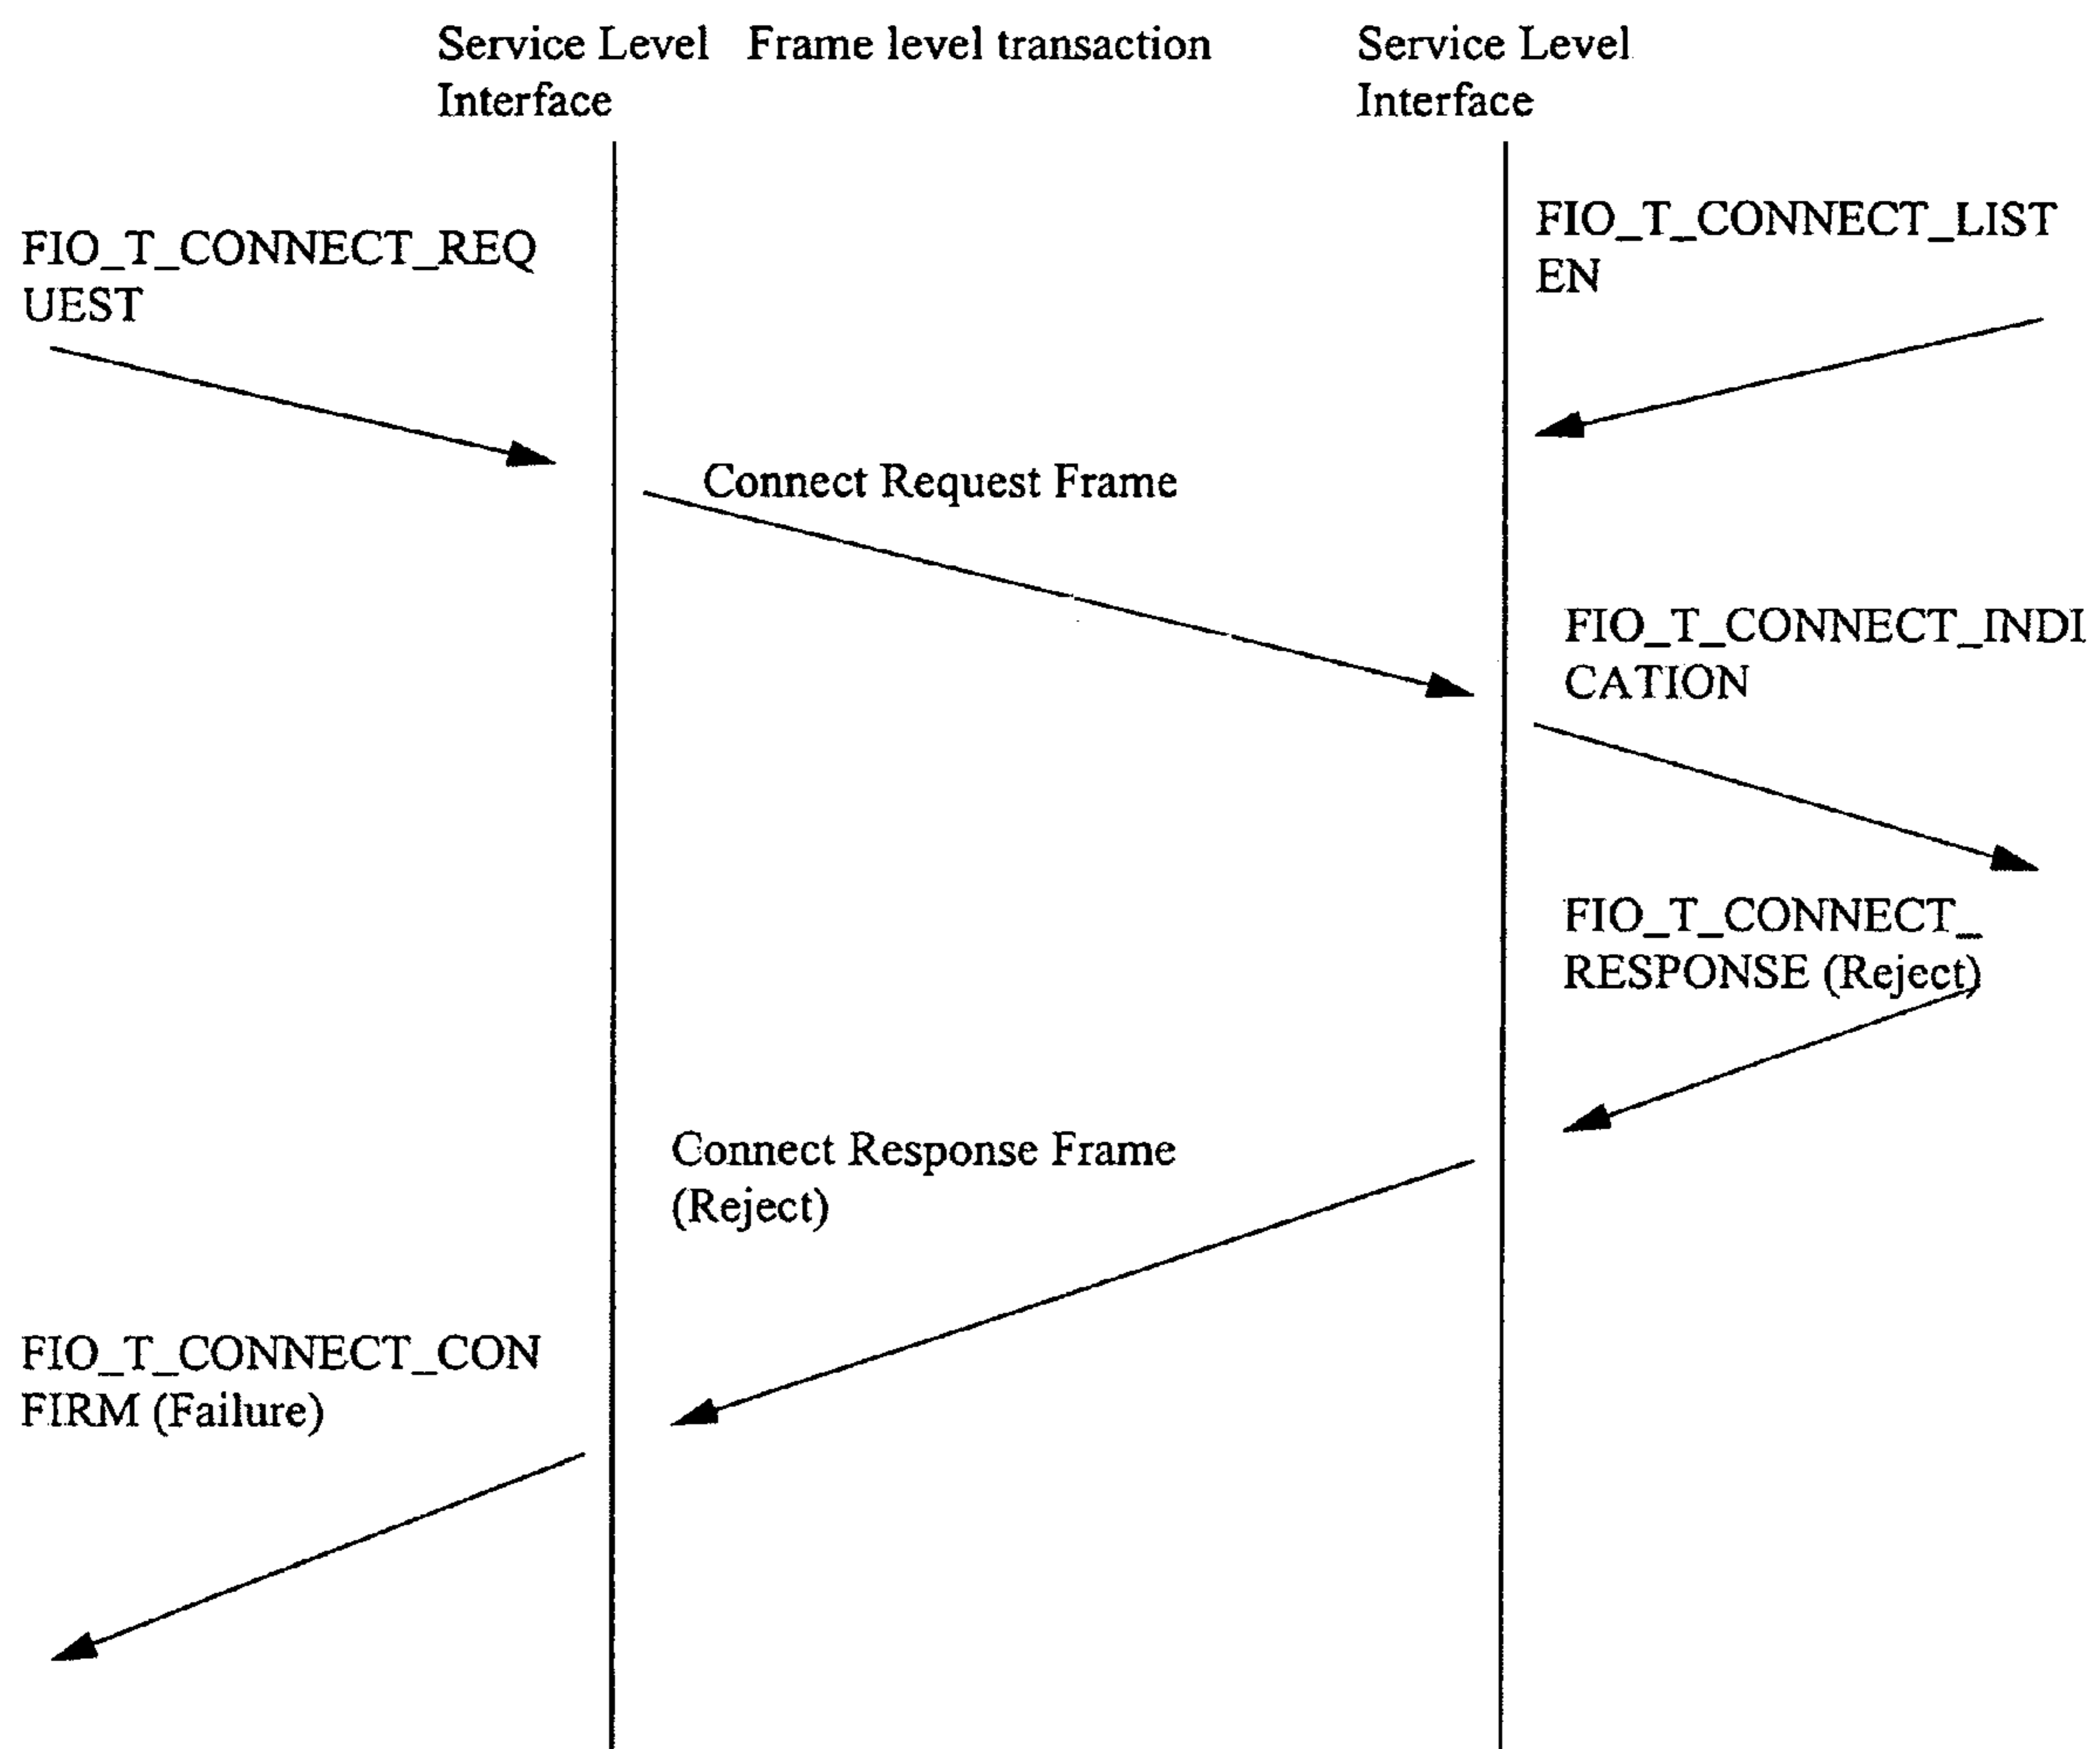 Service Level
Interface
Frame level transaction
Service Level
Interface
FIO_T_CONNECT_LIST
EN
FIO_T_CONNECT_REQ
UEST
Connect Request Frame
FIO_T_CONNECT_INDI
CATION
FIO_T_CONNECT_
RESPONSE (Reject)
Connect Response Frame
(Reject)
FIO_T_CONNECT_CON
FIRM (Failure)